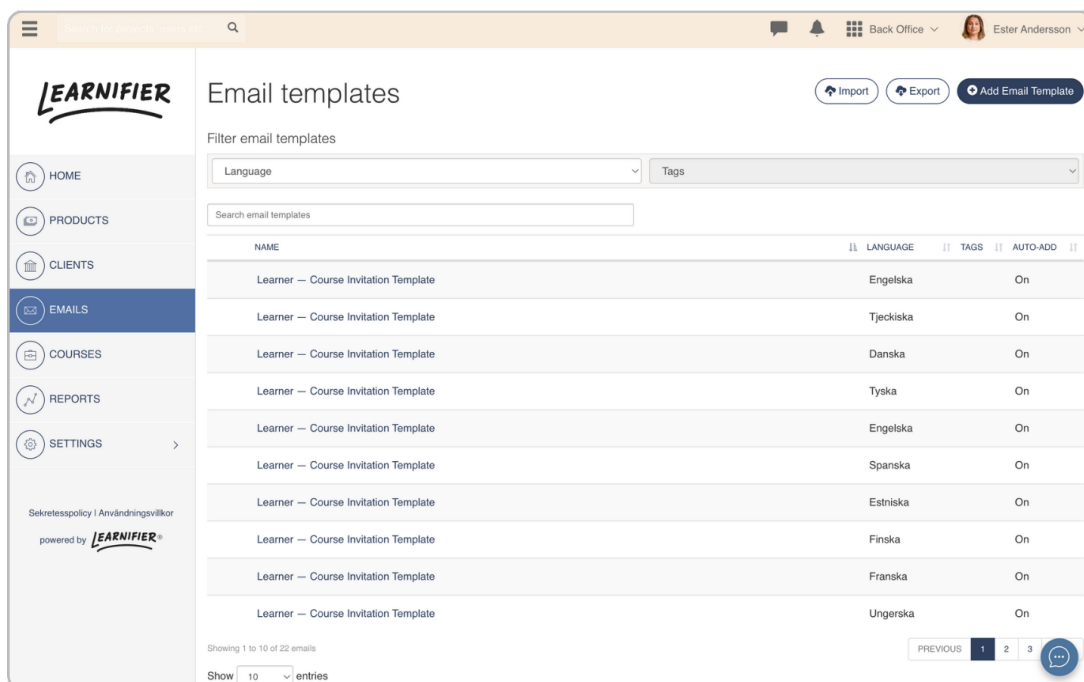 Back Office
Ester Andersson
LEARNIFIER
Email templates
Import
Export
Add Email Template
Filter email templates
Language
Tags
Search email templates
HOME
PRODUCTS
CLIENTS
EMAILS
COURSES
REPORTS
SETTINGS
Sekretesspolicy | Användningsvillkor
powered by LEARNIFIER®
NAME LANGUAGE TAGS AUTO-ADD
Learner — Course Invitation Template Engelska On
Learner — Course Invitation Template Tjeckiska On
Learner — Course Invitation Template Danska On
Learner — Course Invitation Template Tyska On
Learner — Course Invitation Template Engelska On
Learner — Course Invitation Template Spanska On
Learner — Course Invitation Template Estniska On
Learner — Course Invitation Template Finska On
Learner — Course Invitation Template Franska On
Learner — Course Invitation Template Ungerska On
Showing 1 to 10 of 22 emails
PREVIOUS 1 2 3
Show 10 entries